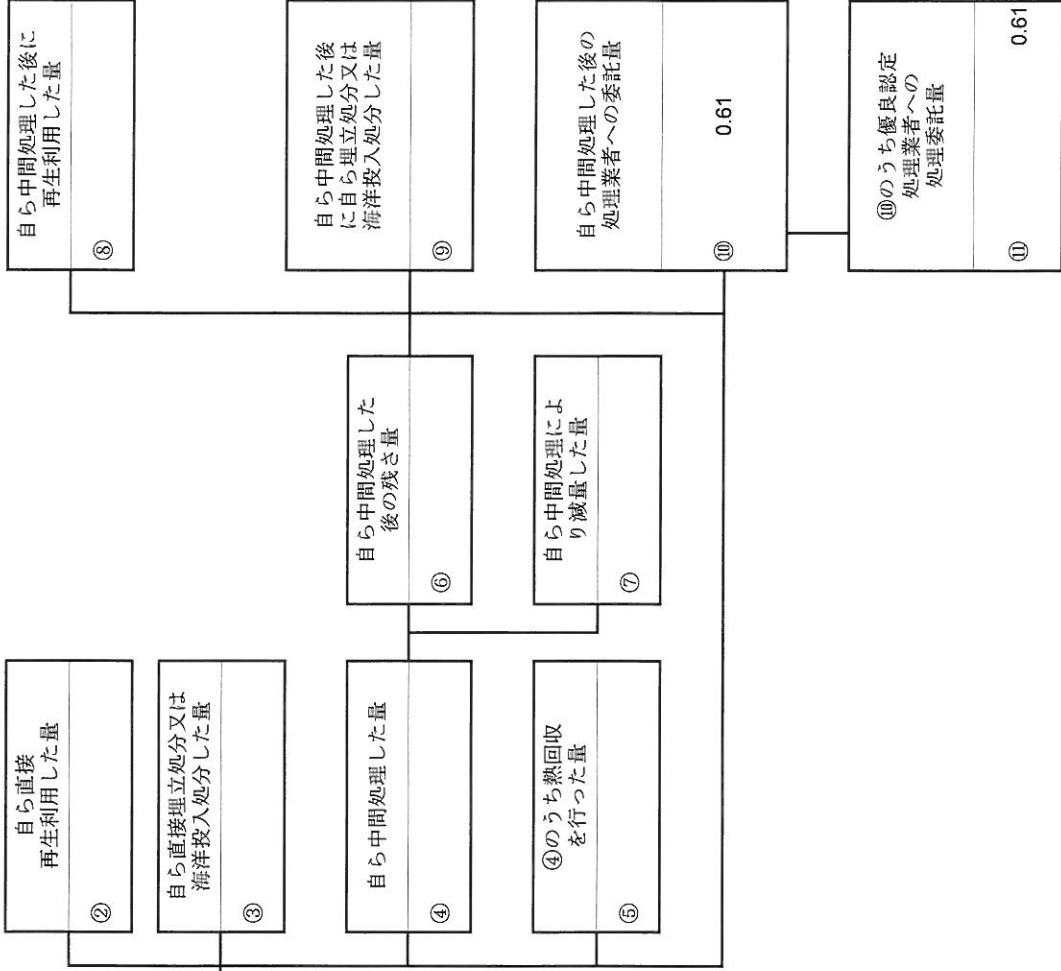 自ら直接
再生利用した量
②
自ら直接埋立処分又は
海洋投入処分した量
③
自ら中間処理した量
④
④のうち熱回収
を行った量
⑤
自ら中間処理した
後の残さ量
⑥
自ら中間処理によ
り減量した量
⑦
自ら中間処理した後に
再生利用した量
⑧
自ら中間処理した後
に自ら埋立処分又は
海洋投入処分した量
⑨
自ら中間処理した後の
処理業者への委託量
⑩
0.61
⑩のうち優良認定
処理業者への
処理委託量
⑪
0.61